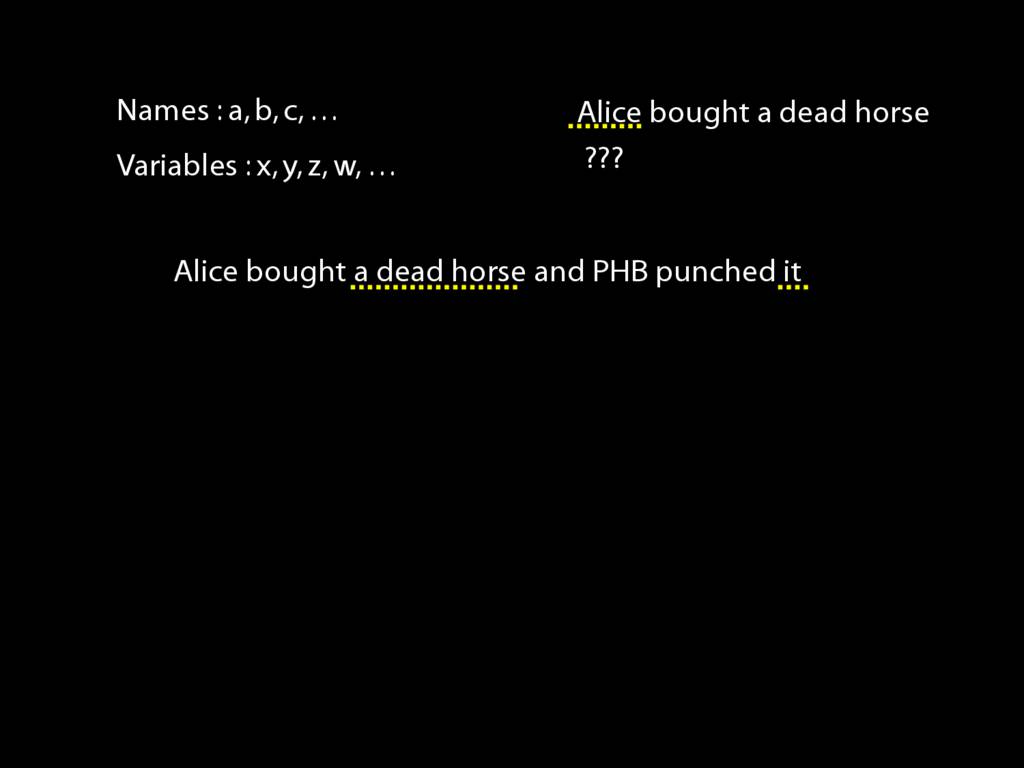 Names : a, b, c, …
Variables : x, y, z, w, …
Alice bought a dead horse
???
Alice bought a dead horse and PHB punched it